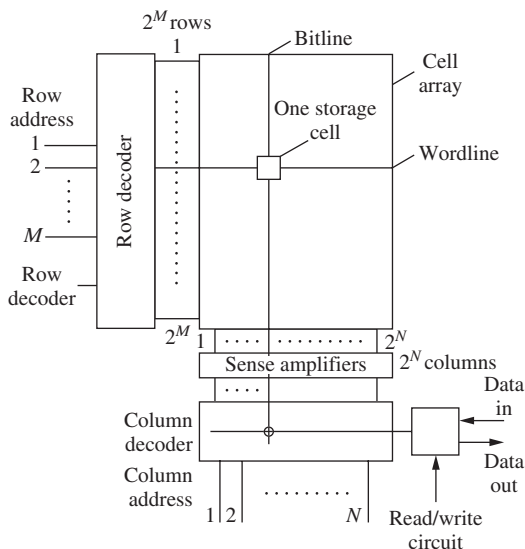 2^M rows
1
Bitline
Cell
array
Row
address
1
2
M
Row
decoder
Row decoder
One storage
cell
Wordline
2^M
1
2^N
Sense amplifiers
2^N columns
Column
decoder
Data
in
Data
out
Column
address
1
2
N
Read/write
circuit